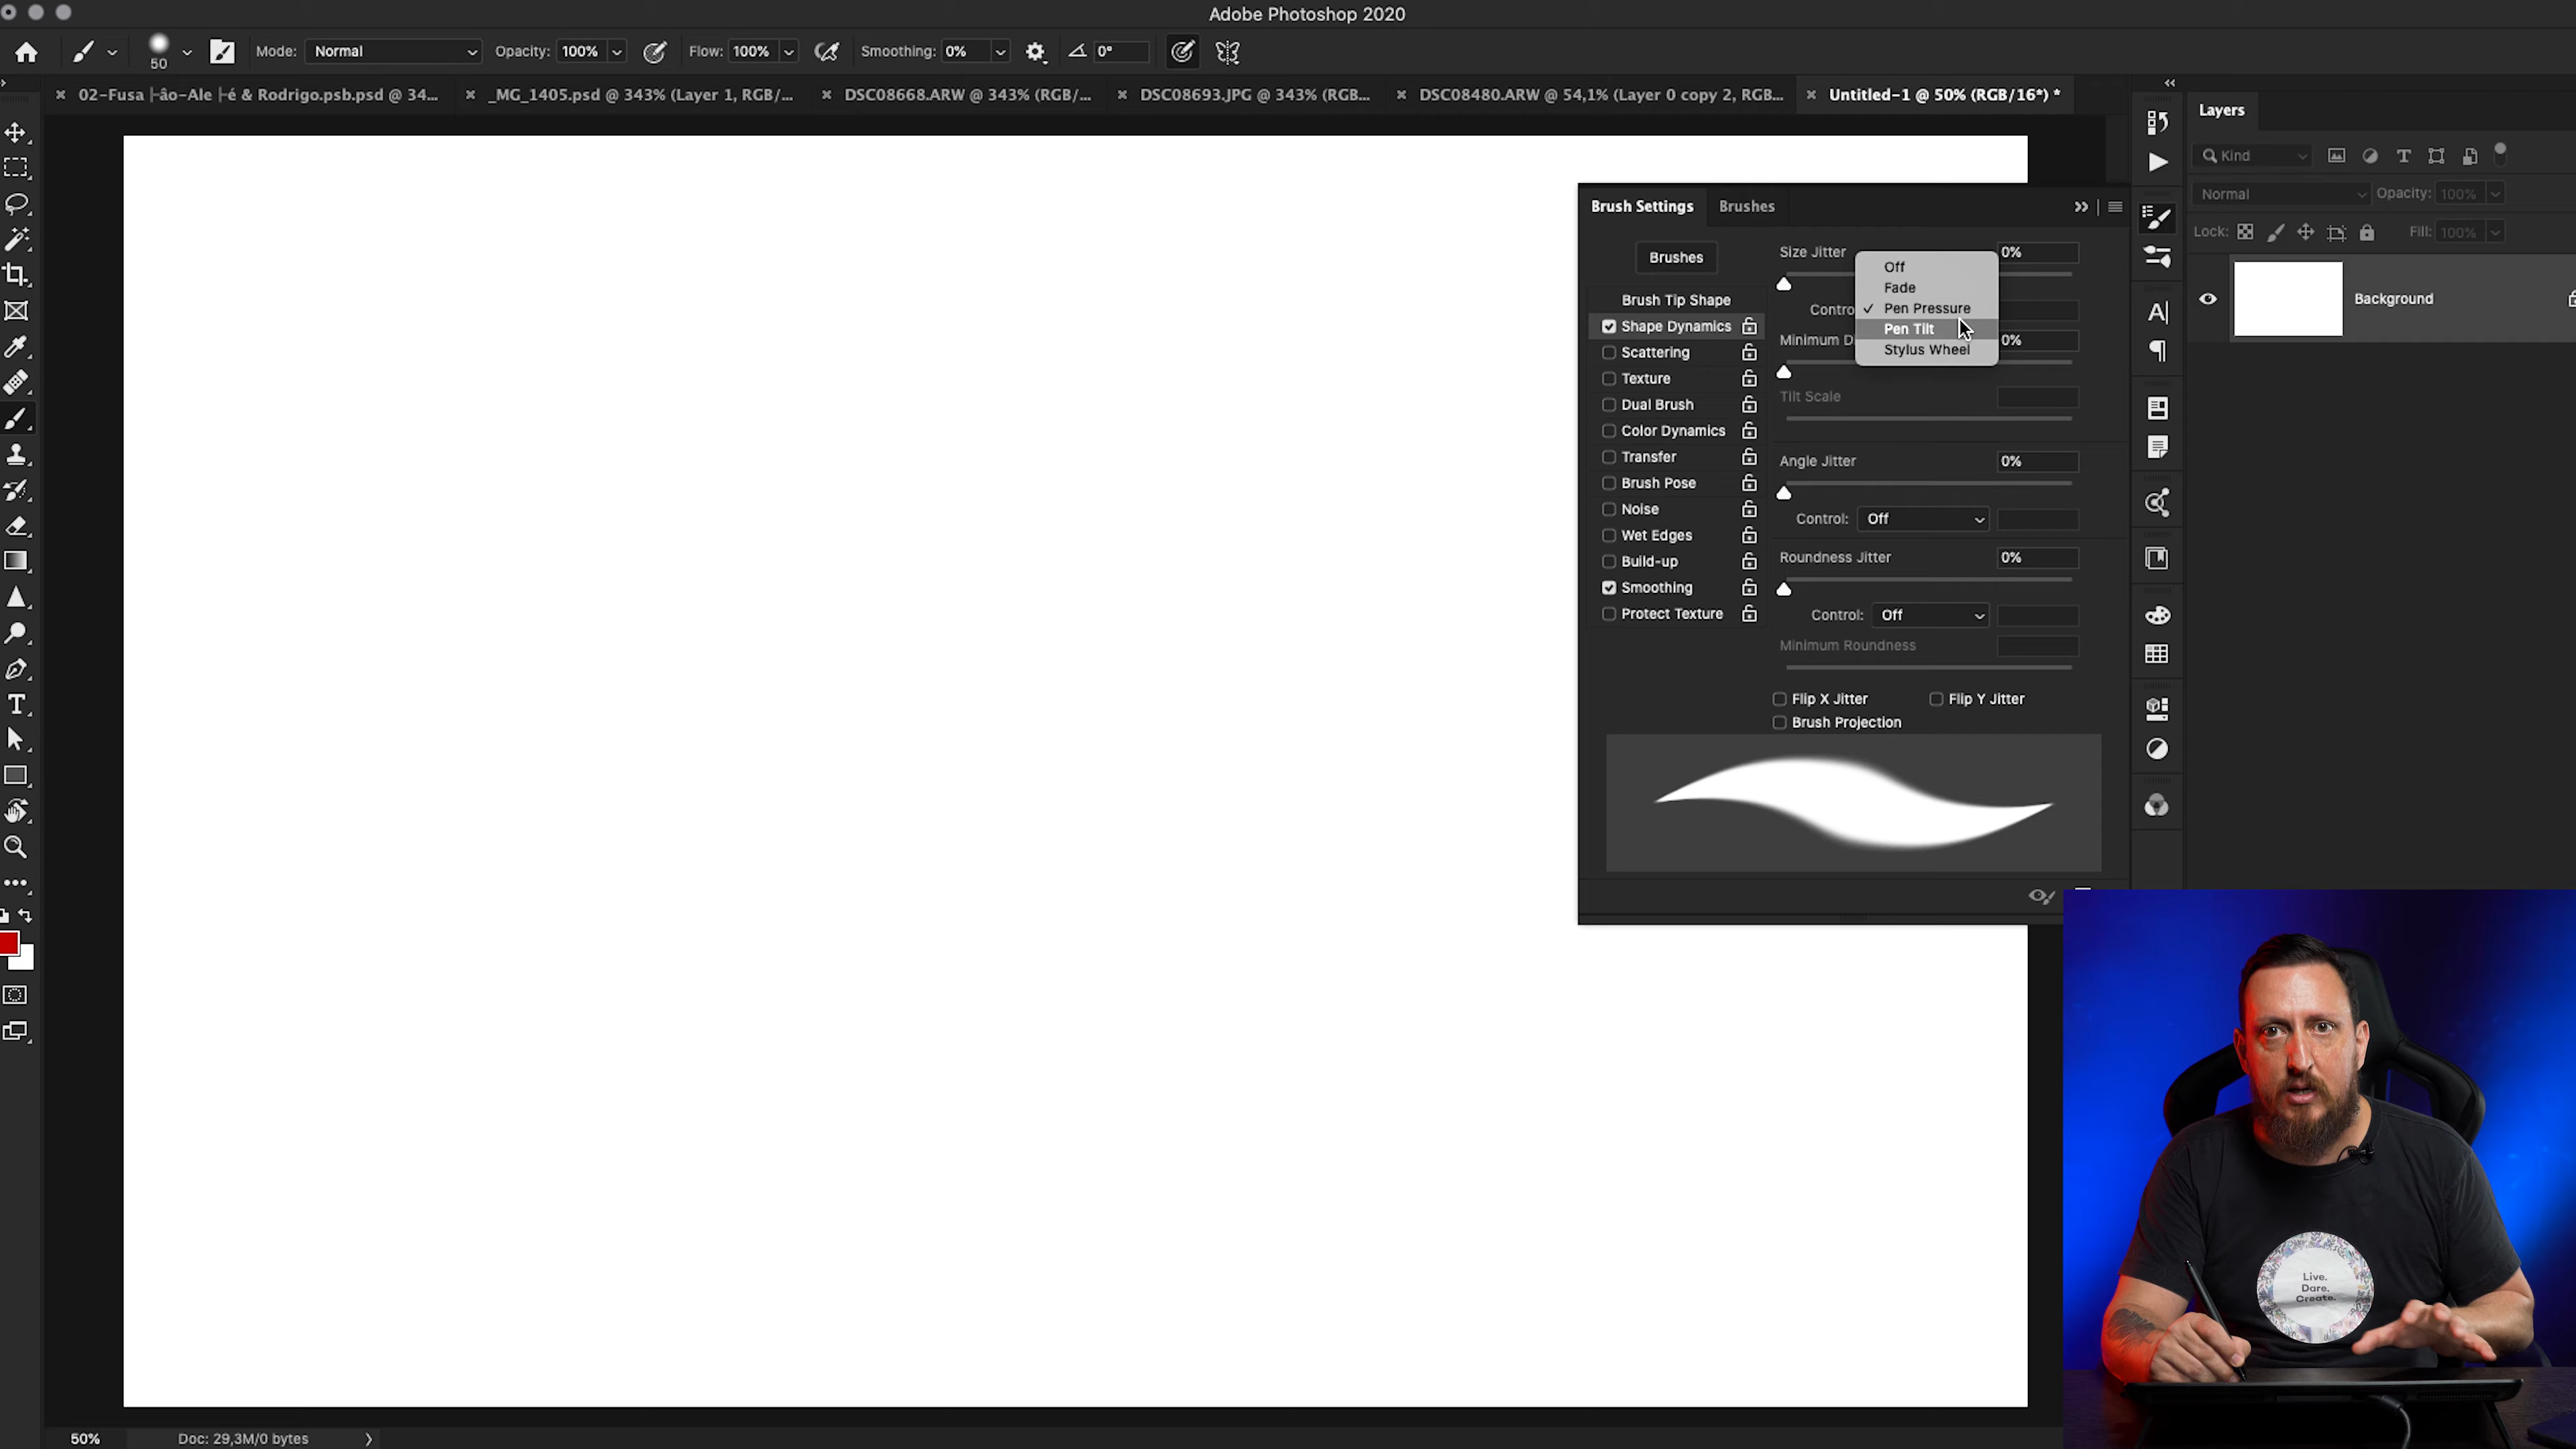 Adobe Photoshop 2020
50
Mode: Normal
Opacity: 100%
Flow: 100%
Smoothing: 0%
0°
02-Fusa ├âo-Ale ├é & Rodrigo.psb.psd @ 34...
_MG_1405.psd @ 343% (Layer 1, RGB/...
DSC08668.ARW @ 343% (RGB/...
DSC08693.JPG @ 343% (RGB...
DSC08480.ARW @ 54,1% (Layer 0 copy 2, RGB...
Untitled-1 @ 50% (RGB/16*) *
Layers
Kind
Normal
Opacity: 100%
Lock:
Fill: 100%
Background
Brush Settings
Brushes
Brushes
Brush Tip Shape
Shape Dynamics
Scattering
Texture
Dual Brush
Color Dynamics
Transfer
Brush Pose
Noise
Wet Edges
Build-up
Smoothing
Protect Texture
Size Jitter
0%
Contro
Off
Fade
Pen Pressure
Pen Tilt
Stylus Wheel
Minimum D
0%
Tilt Scale
Angle Jitter
0%
Control: Off
Roundness Jitter
0%
Control: Off
Minimum Roundness
Flip X Jitter
Flip Y Jitter
Brush Projection
Live.
Dare.
Create.
50%
Doc: 29,3M/0 bytes